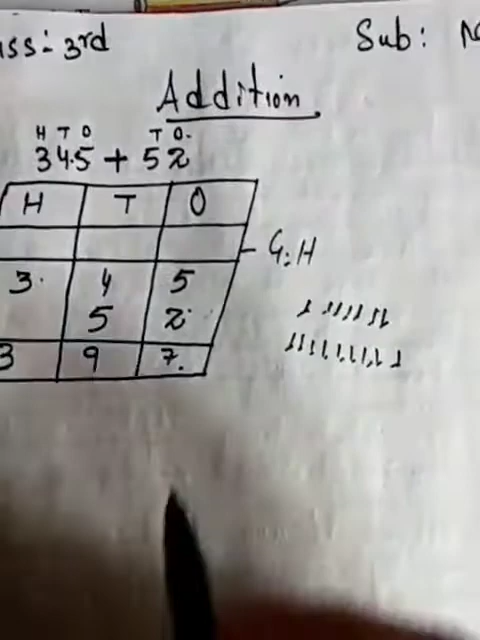 ss:- 3rd Sub:
Addition
H T O T O.
345 + 52
H T O
G.H
3 4 5
5 2
3 9 7.